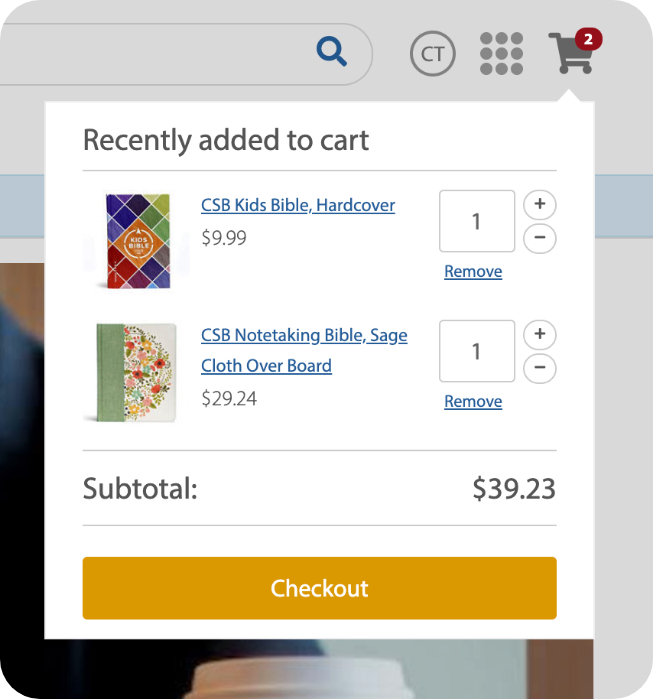 CT
2
Recently added to cart
KIDS
BIBLE
CSB Kids Bible, Hardcover
$9.99
1
+
−
Remove
CSB Notetaking Bible, Sage
Cloth Over Board
$29.24
1
+
−
Remove
Subtotal: $39.23
Checkout